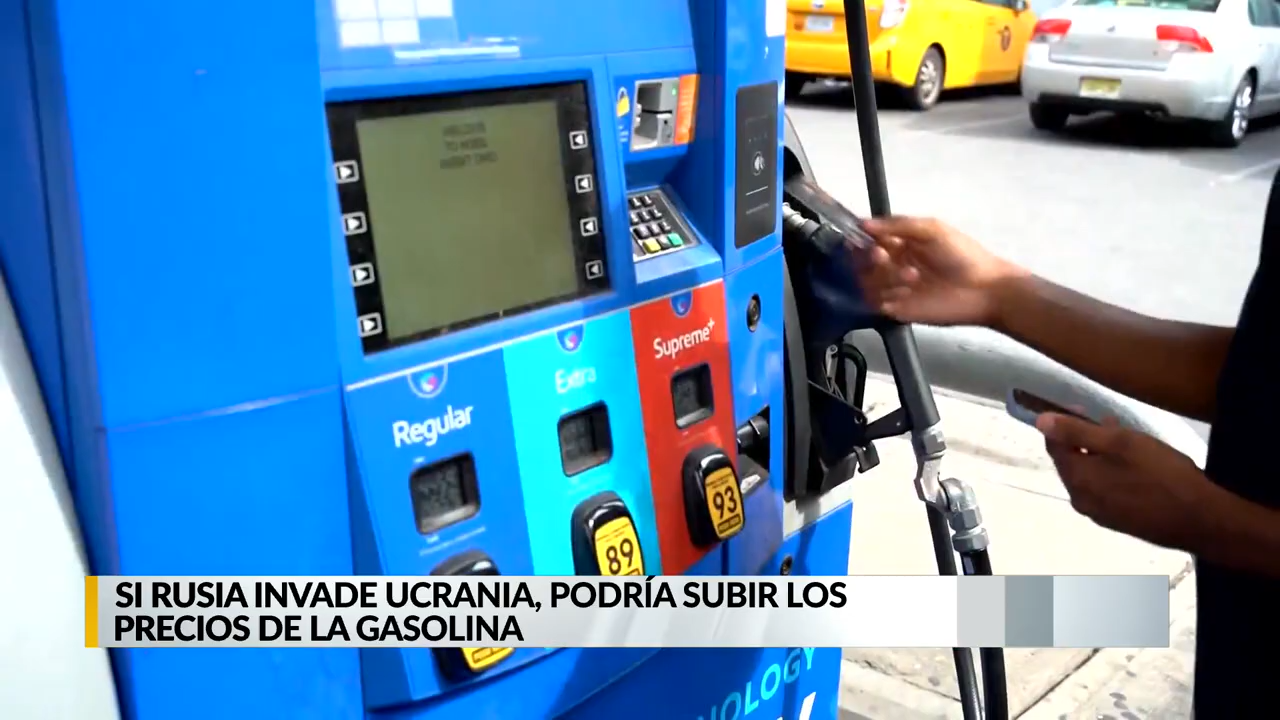 Regular
Extra
Supreme+
93
89
SI RUSIA INVADE UCRANIA, PODRÍA SUBIR LOS
PRECIOS DE LA GASOLINA